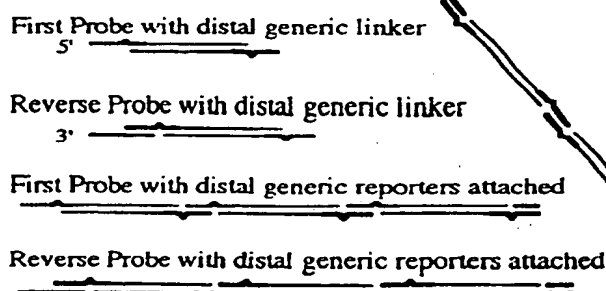 First Probe with distal generic linker
5'
Reverse Probe with distal generic linker
3'
First Probe with distal generic reporters attached
Reverse Probe with distal generic reporters attached